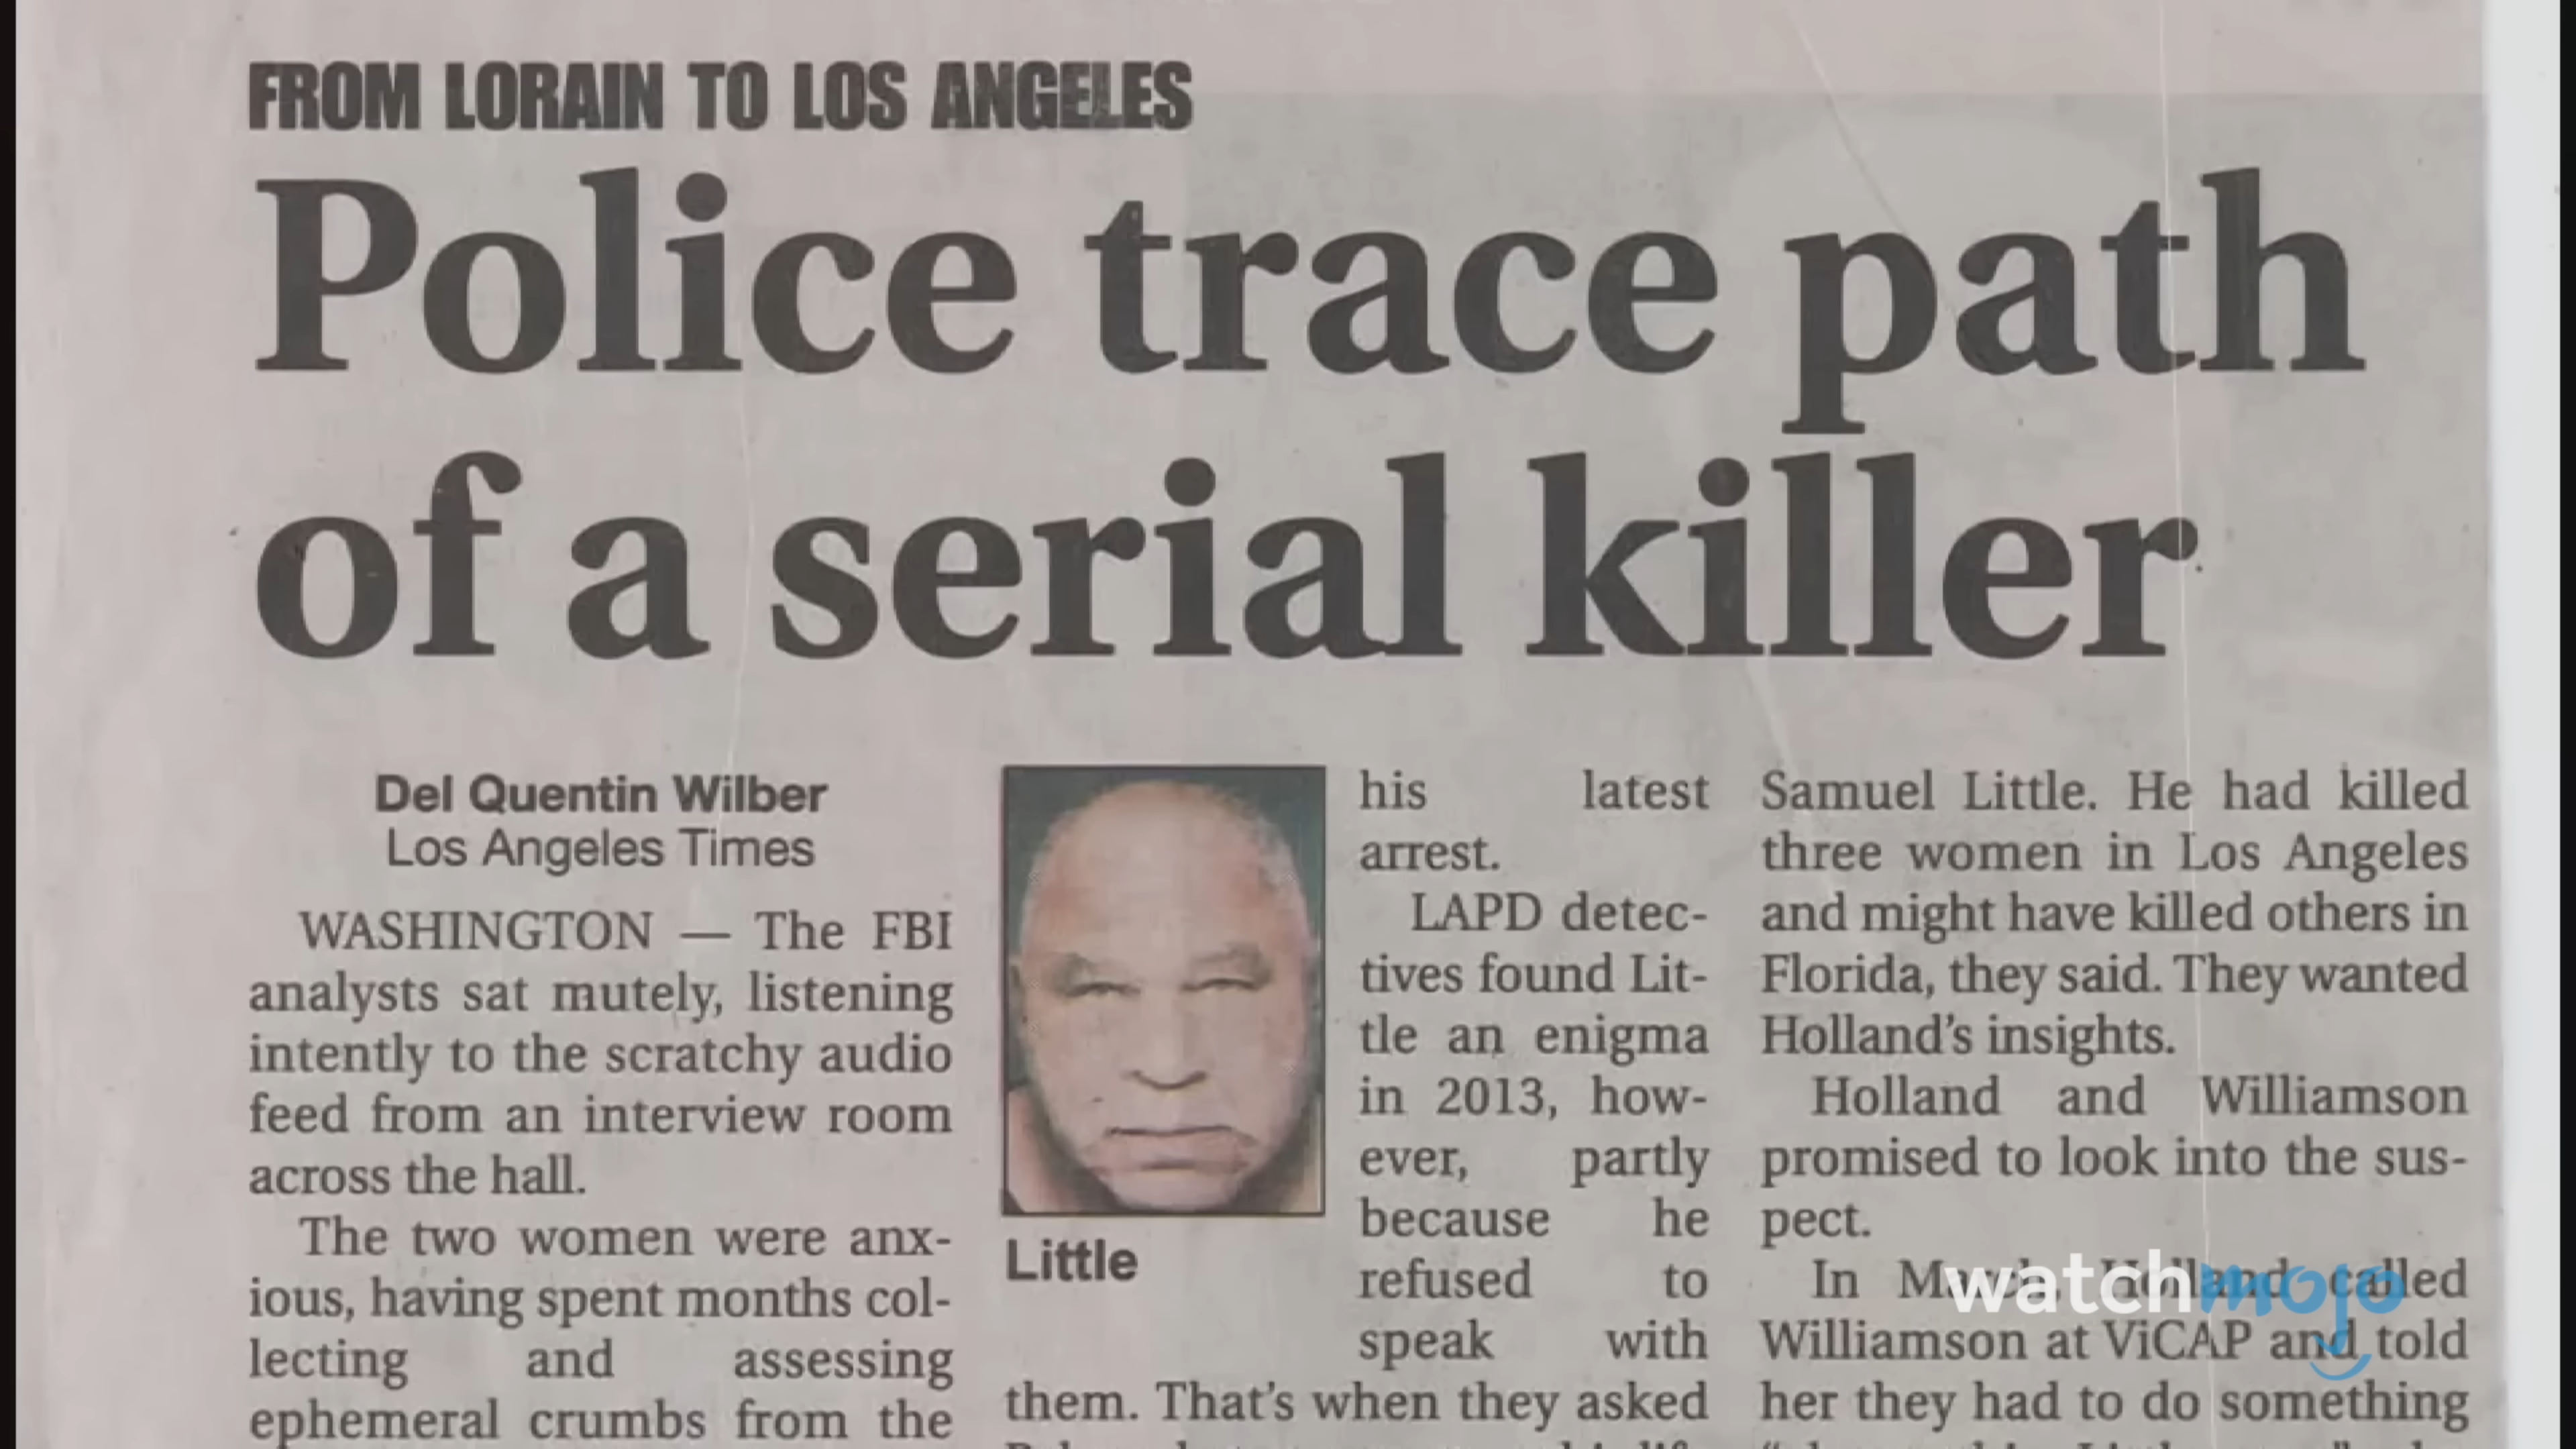 FROM LORAIN TO LOS ANGELES
Police trace path
of a serial killer
Del Quentin Wilber
Los Angeles Times
WASHINGTON — The FBI
analysts sat mutely, listening
intently to the scratchy audio
feed from an interview room
across the hall.
The two women were anx-
ious, having spent months col-
lecting and assessing
ephemeral crumbs from the
Little
his latest
arrest.
LAPD detec-
tives found Lit-
tle an enigma
in 2013, how-
ever, partly
because he
refused to
speak with
them. That's when they asked
Samuel Little. He had killed
three women in Los Angeles
and might have killed others in
Florida, they said. They wanted
Holland's insights.
Holland and Williamson
promised to look into the sus-
pect.
In March, Holland called
Williamson at ViCAP and told
her they had to do something
watchmojo